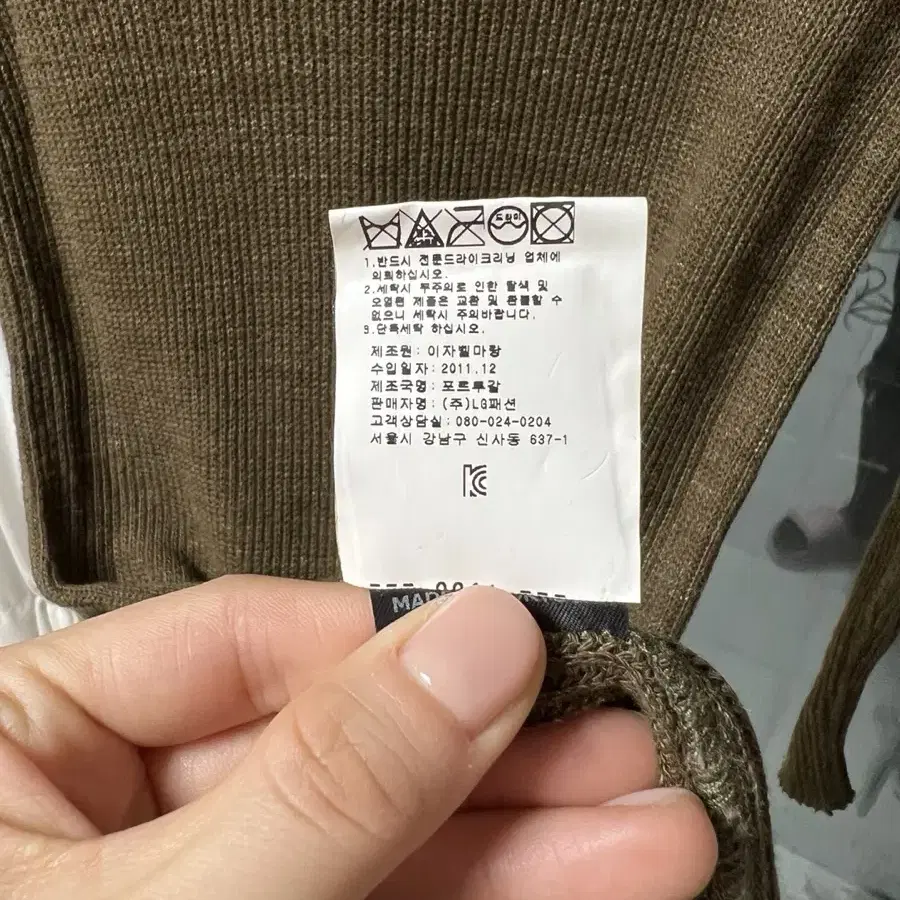 드라이
1.반드시 전문드라이크리닝 업체에
의뢰하십시오.
2.세탁시 부주의로 인한 탈색 및
오염된 제품은 교환 및 환불할 수
없으니 세탁시 주의바랍니다.
3.단독세탁 하십시오.
제조원: 이자벨마랑
수입일자: 2011.12
제조국명: 포르투갈
판매자명: (주)LG패션
고객상담실: 080-024-0204
서울시 강남구 신사동 637-1
KC